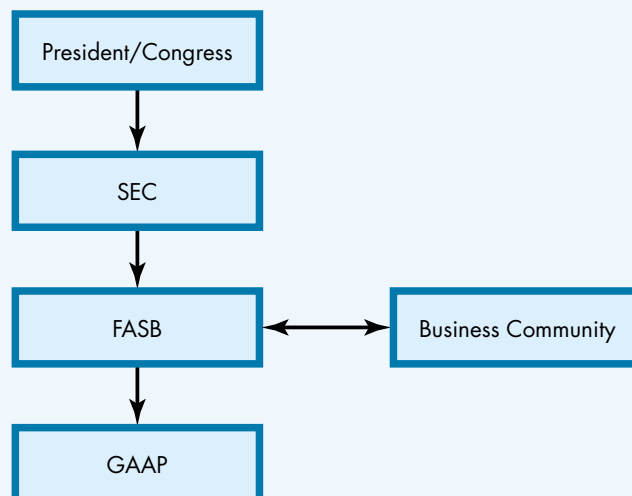 President/Congress
SEC
FASB
Business Community
GAAP